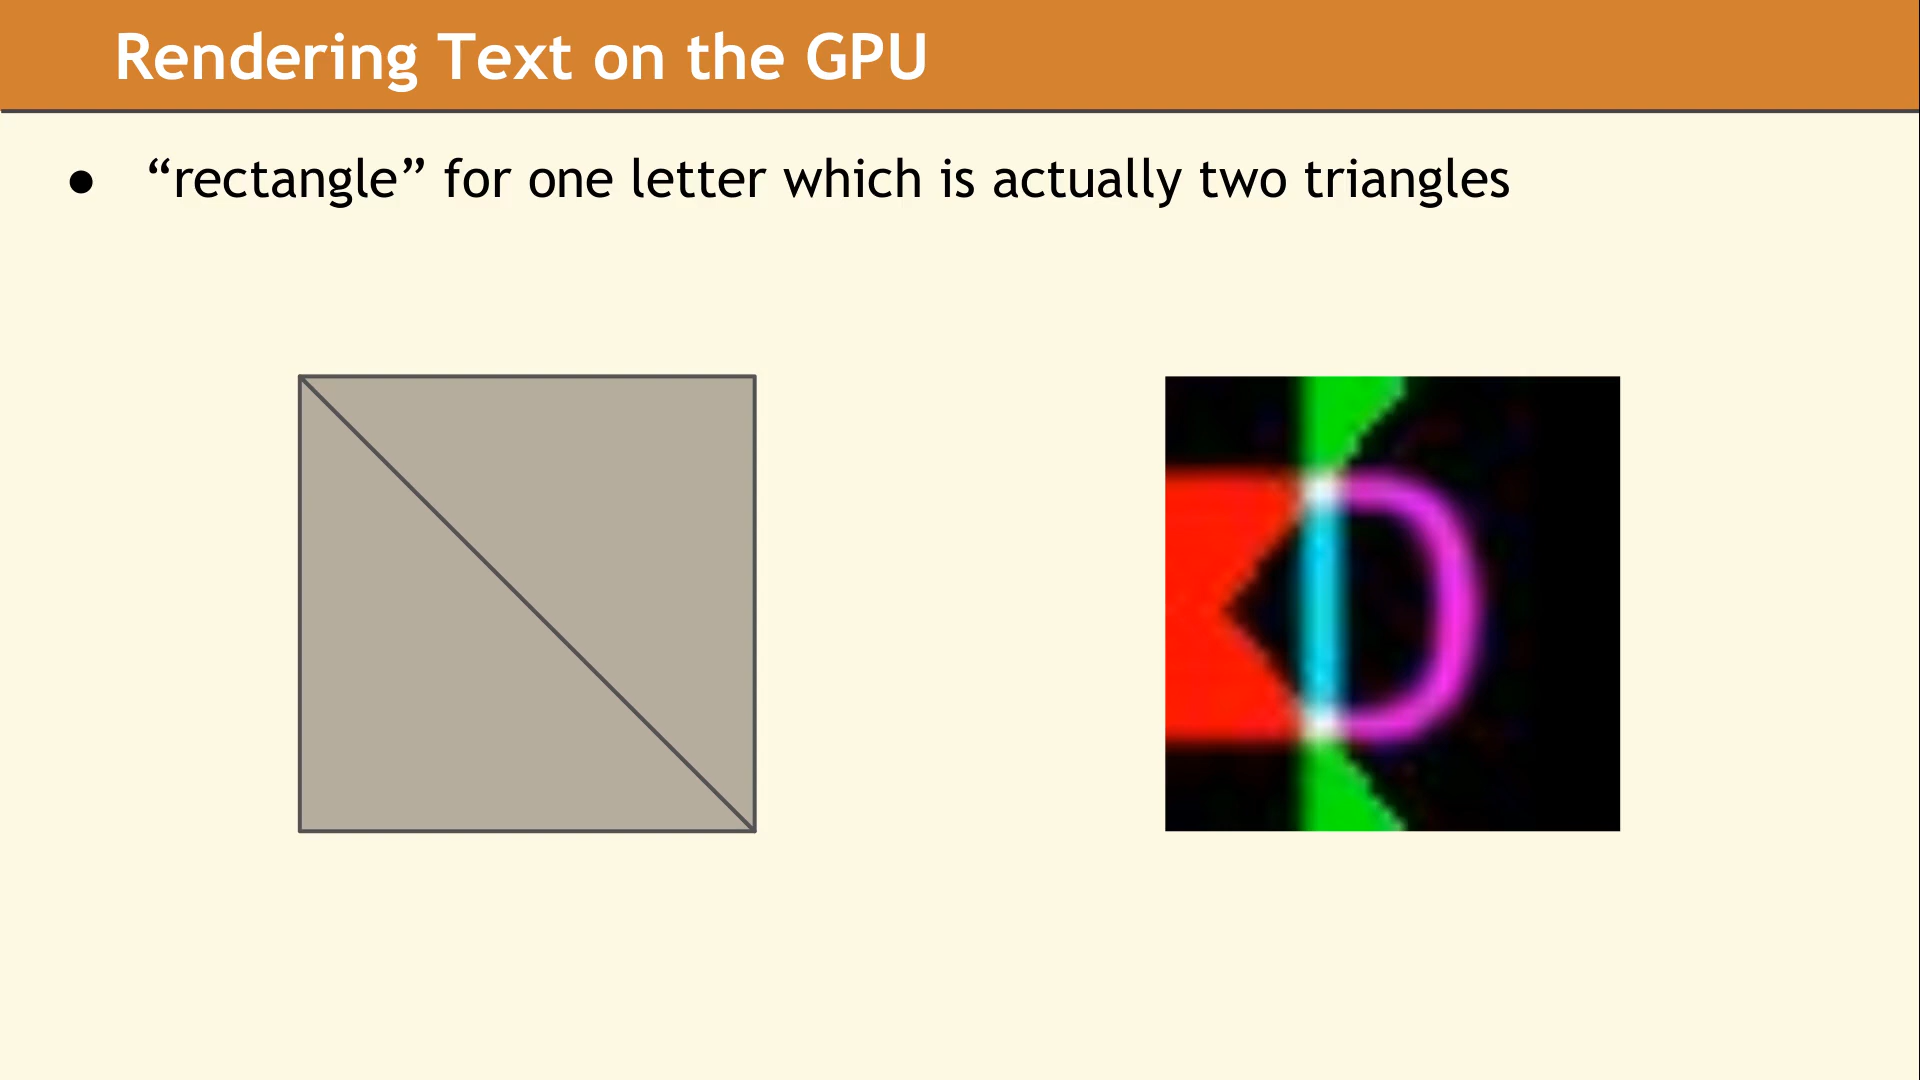 Rendering Text on the GPU
● “rectangle” for one letter which is actually two triangles
D